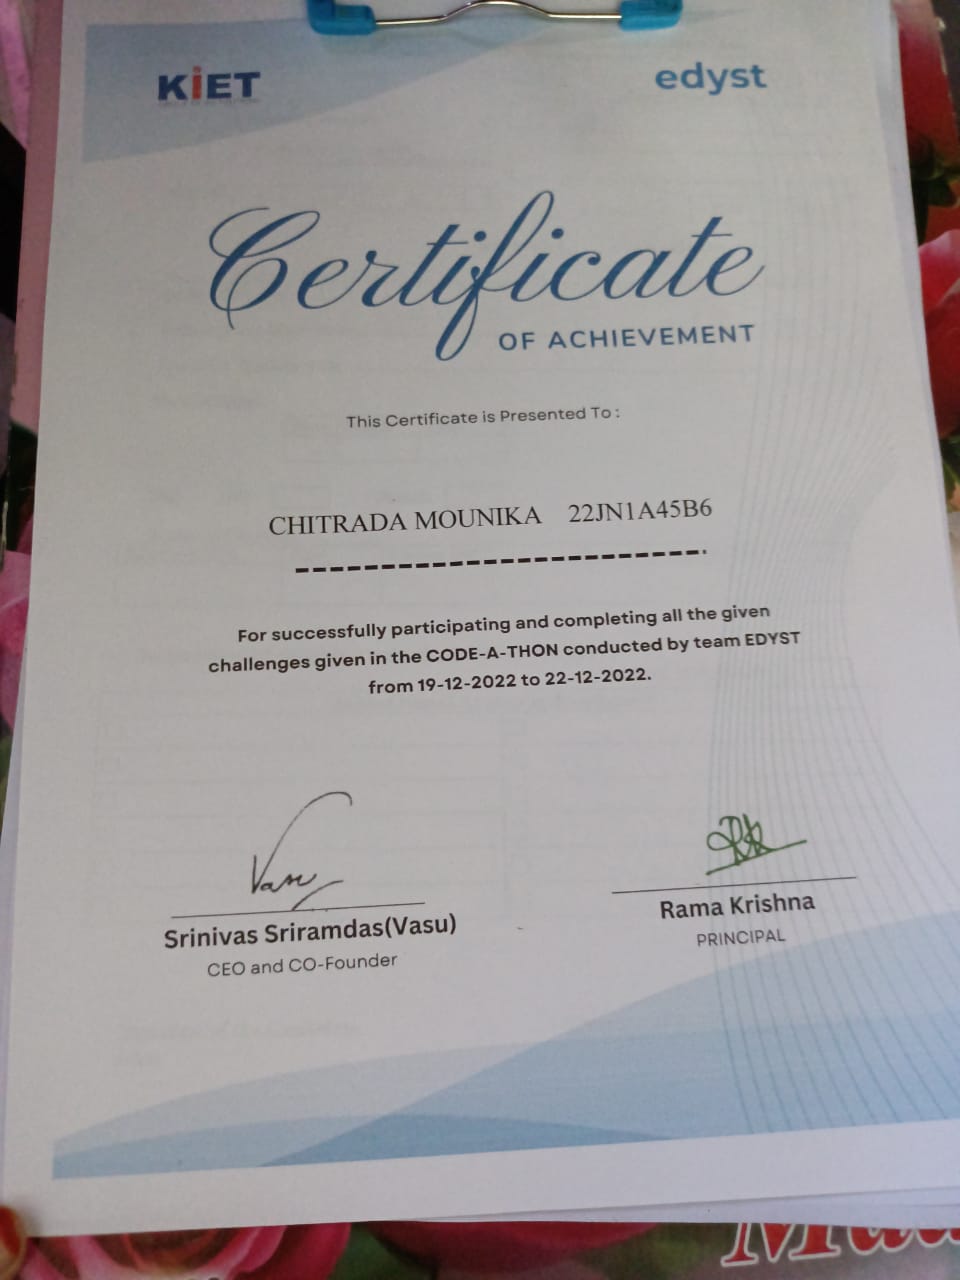 KiET
edyst
Certificate
OF ACHIEVEMENT
This Certificate is Presented To :
CHITRADA MOUNIKA 22JN1A45B6
For successfully participating and completing all the given
challenges given in the CODE-A-THON conducted by team EDYST
from 19-12-2022 to 22-12-2022.
Vasu
Srinivas Sriramdas(Vasu)
CEO and CO-Founder
Rama Krishna
PRINCIPAL